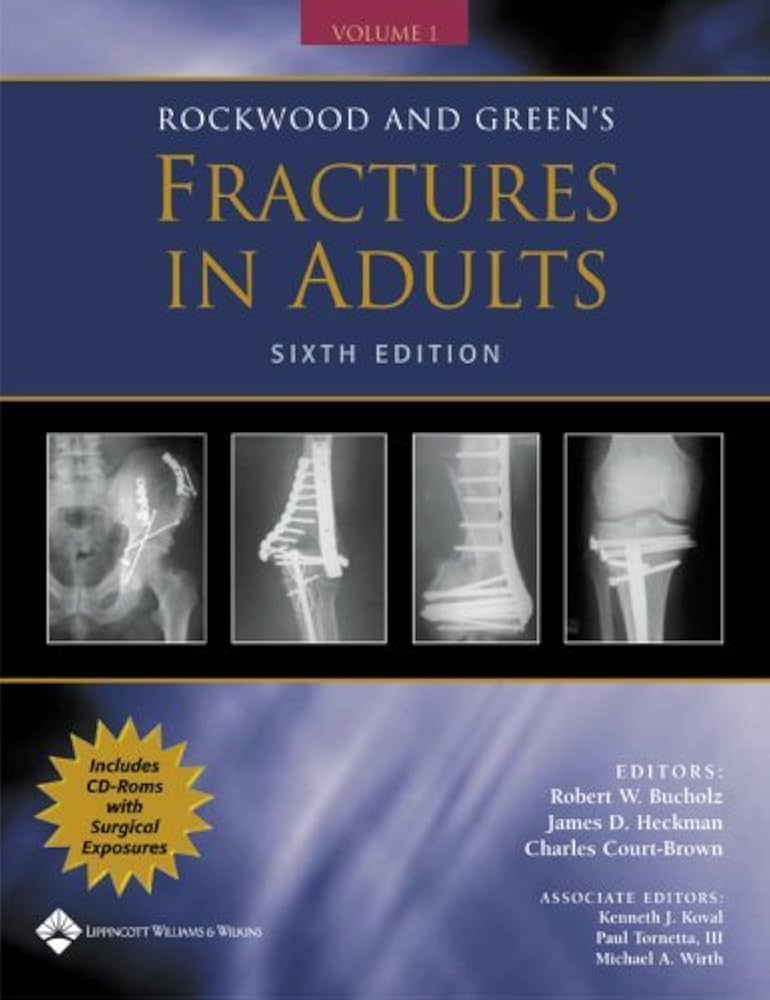 VOLUME 1
ROCKWOOD AND GREEN'S
FRACTURES
IN ADULTS
SIXTH EDITION
Includes
CD-Roms
with
Surgical
Exposures
EDITORS:
Robert W. Bucholz
James D. Heckman
Charles Court-Brown
ASSOCIATE EDITORS:
Kenneth J. Koval
Paul Tornetta, III
Michael A. Wirth
LIPPINCOTT WILLIAMS & WILKINS